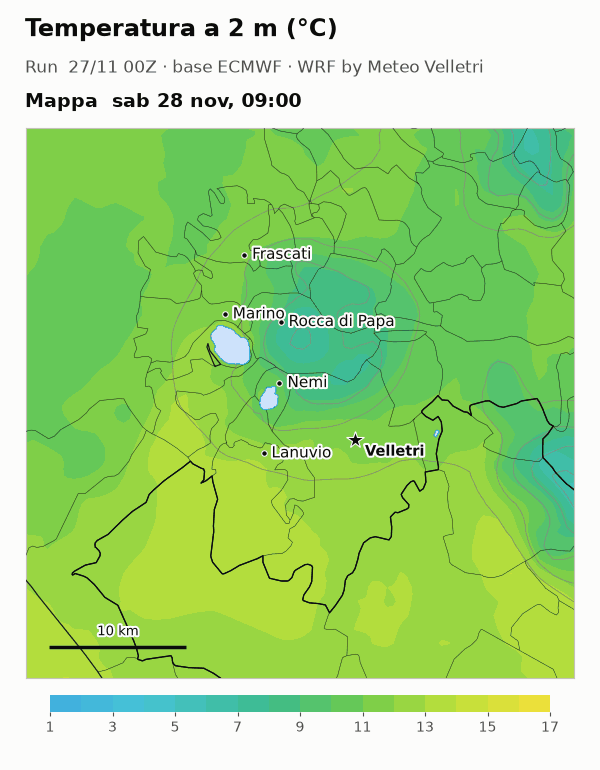 Temperatura a 2 m (°C)
Run  27/11 00Z · base ECMWF · WRF by Meteo Velletri
Mappa  sab 28 nov, 09:00
Frascati
Marino
Rocca di Papa
Nemi
Velletri
Lanuvio
10 km
1 3 5 7 9 11 13 15 17